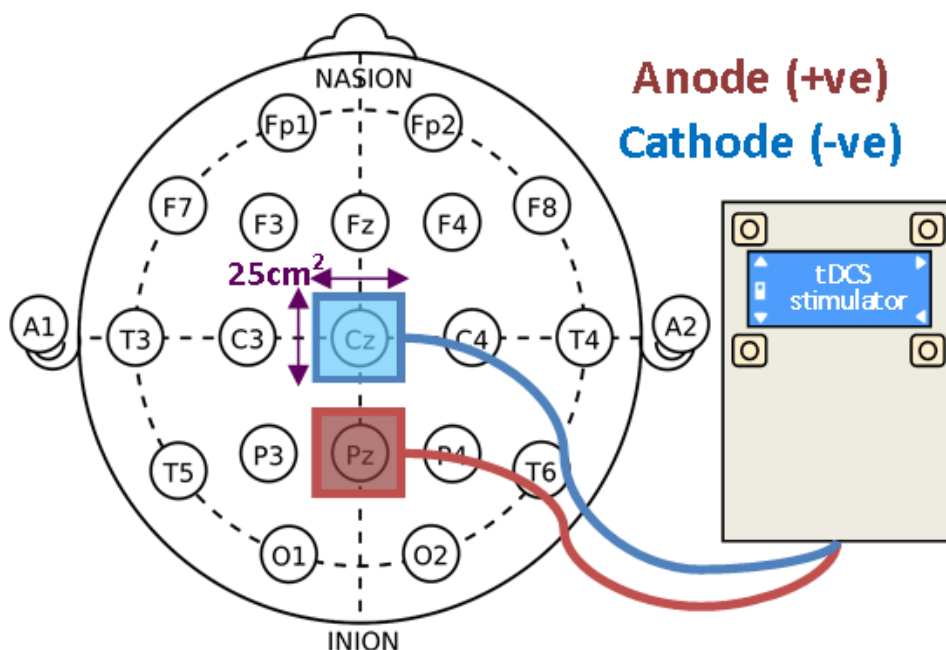 NASION
Anode (+ve)
Cathode (-ve)
Fp1 Fp2
F7 F3 Fz F4 F8
25cm²
tDCS
stimulator
O O
O O
A1 T3 C3 Cz C4 T4 A2
T5 P3 Pz P4 T6
O1 O2
INION